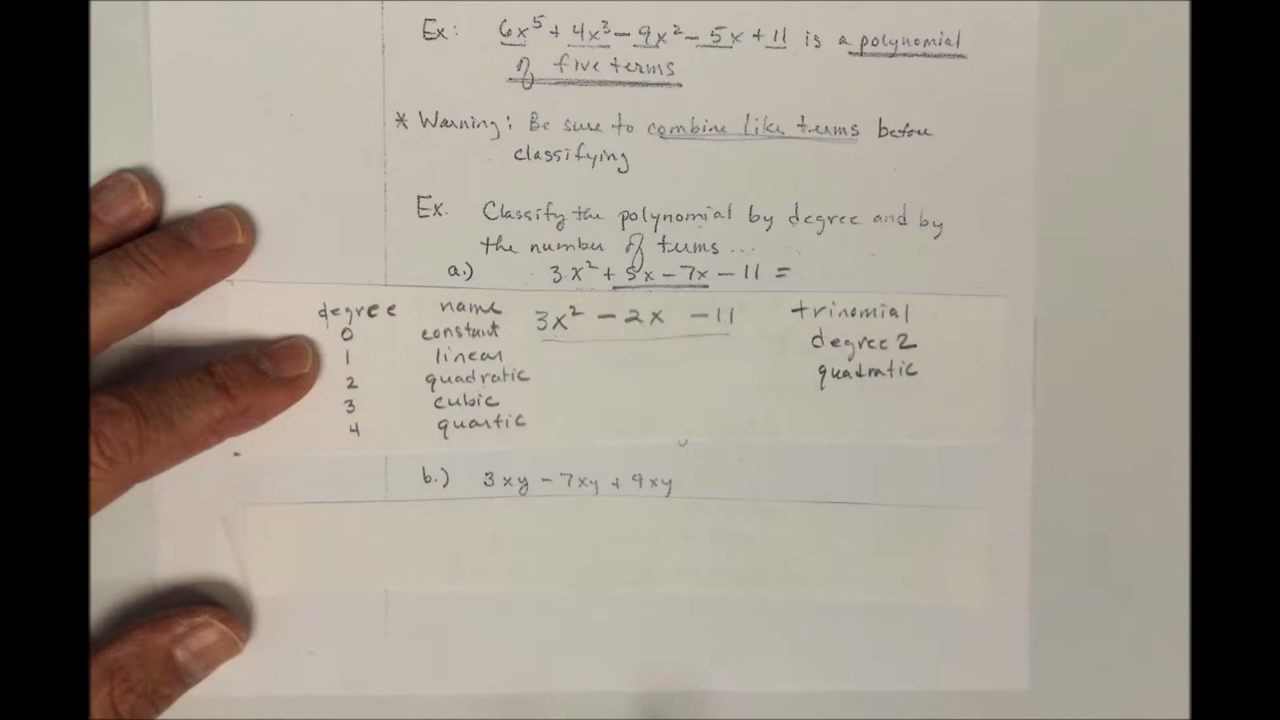 Ex: 6x⁵ + 4x³ - 9x² - 5x + 11 is a polynomial
of five terms
* Warning: Be sure to combine like terms before
classifying
Ex. Classify the polynomial by degree and by
the number of terms ...
a.) 3x² + 5x - 7x - 11 =
degree name 3x² - 2x - 11 trinomial
0 constant degree 2
1 linear quadratic
2 quadratic
3 cubic
4 quartic
b.) 3xy - 7xy + 9xy